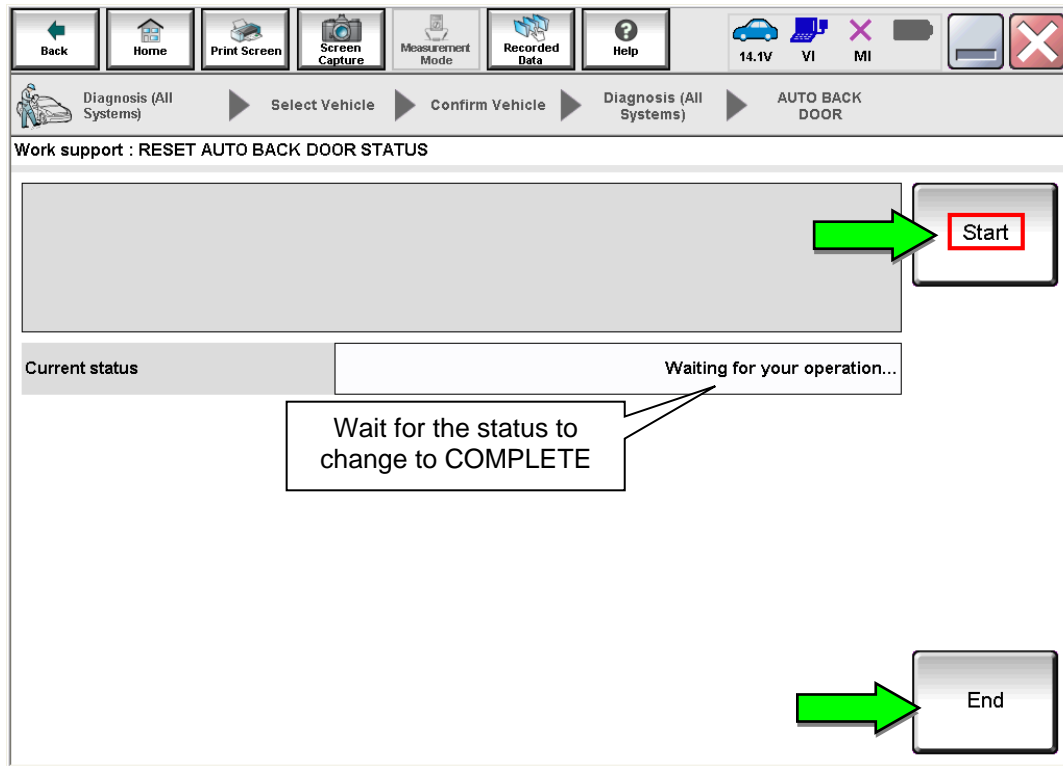 Back
Home
Print Screen
Screen
Capture
Measurement
Mode
Recorded
Data
Help
14.1V
VI
MI
Diagnosis (All
Systems)
Select Vehicle
Confirm Vehicle
Diagnosis (All
Systems)
AUTO BACK
DOOR
Work support : RESET AUTO BACK DOOR STATUS
Start
Current status
Waiting for your operation...
Wait for the status to
change to COMPLETE
End